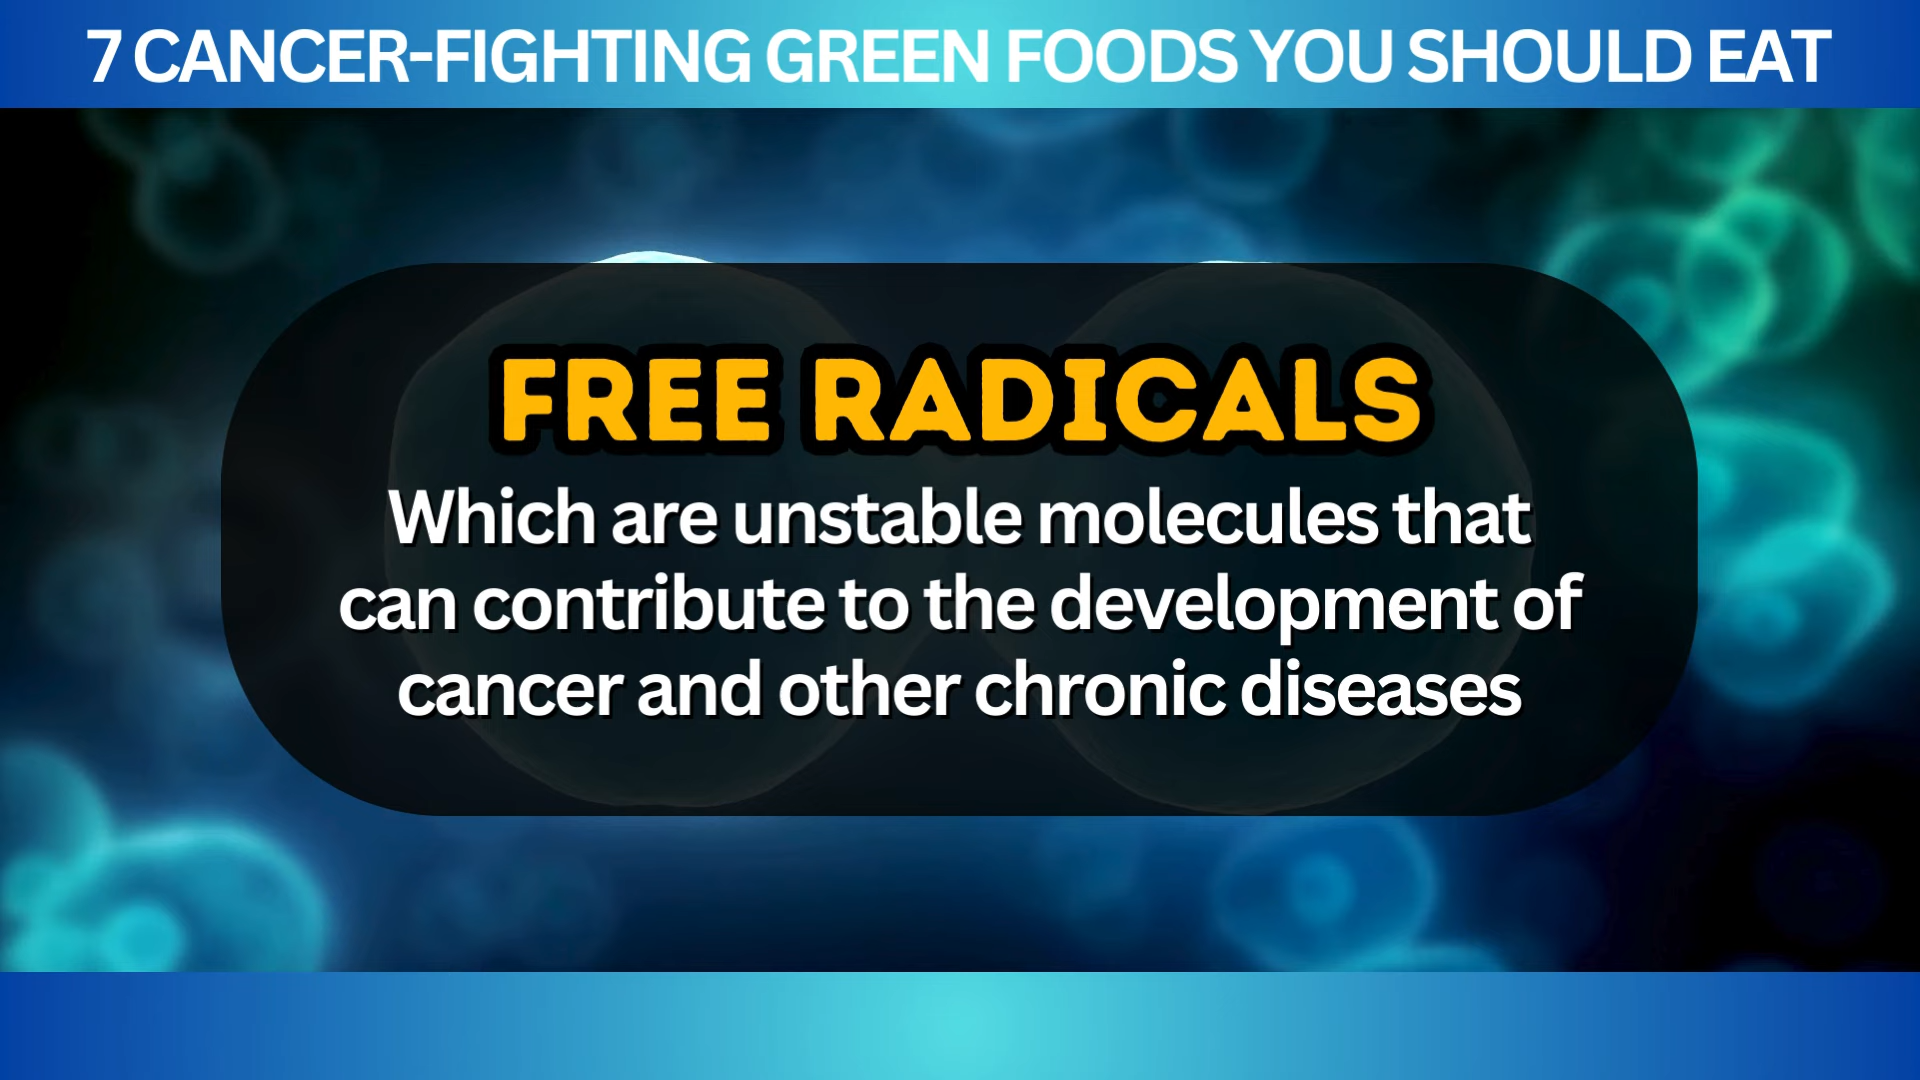 7 CANCER-FIGHTING GREEN FOODS YOU SHOULD EAT
FREE RADICALS
Which are unstable molecules that
can contribute to the development of
cancer and other chronic diseases